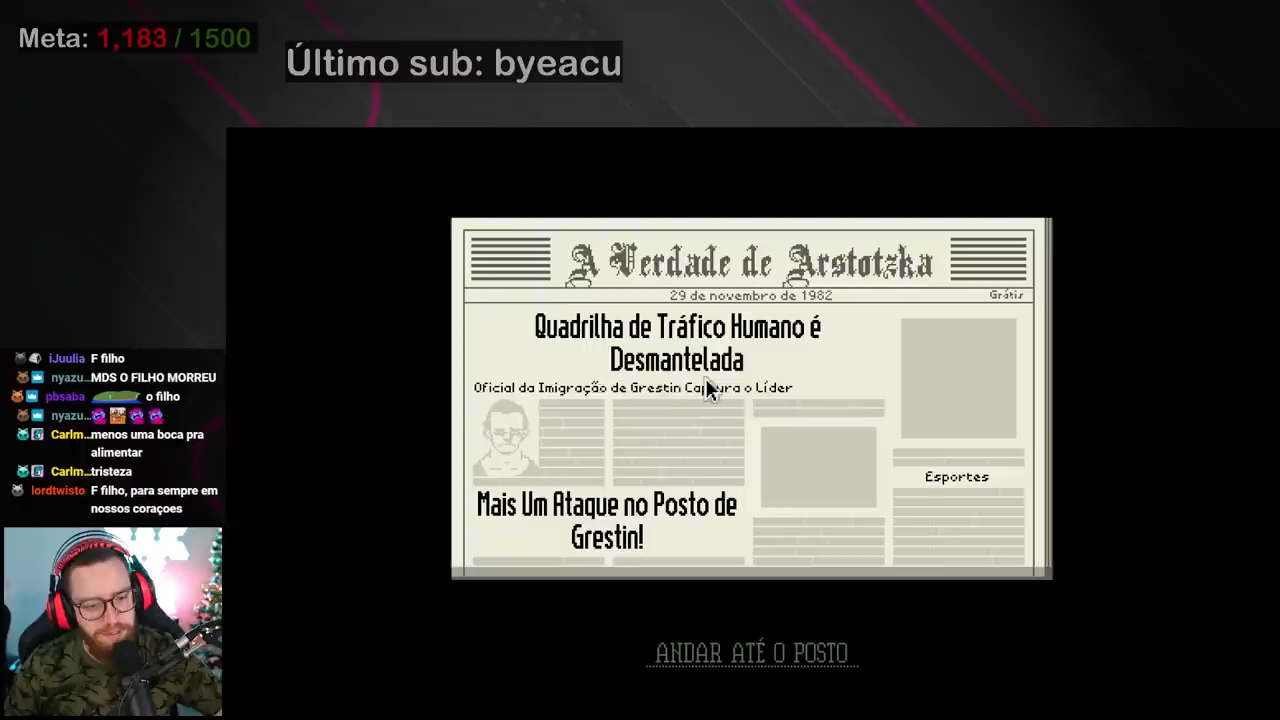 Meta: 1,183 / 1500
Último sub: byeacu
A Verdade de Arstotzka
29 de novembro de 1982
Grátis
Quadrilha de Tráfico Humano é
Desmantelada
Oficial da Imigração de Grestin Captura o Líder
Mais Um Ataque no Posto de
Grestin!
Esportes
ANDAR ATÉ O POSTO
iJuulia F filho
nyazu... MDS O FILHO MORREU
pbsaba o filho
nyazu...
Carlm... menos uma boca pra
alimentar
Carlm... tristeza
lordtwisto F filho, para sempre em
nossos coraçoes